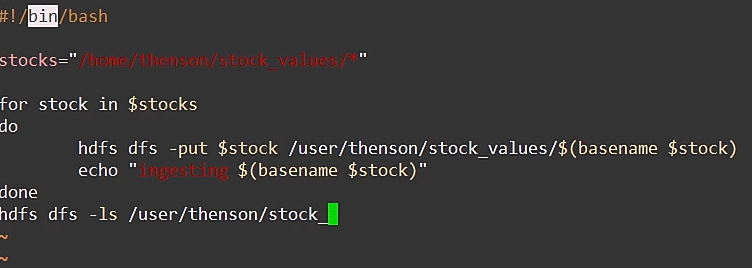 #!/bin/bash
stocks="/home/thenson/stock_values/*"
for stock in $stocks
do
hdfs dfs -put $stock /user/thenson/stock_values/$(basename $stock)
echo "ingesting $(basename $stock)"
done
hdfs dfs -ls /user/thenson/stock_
~
~